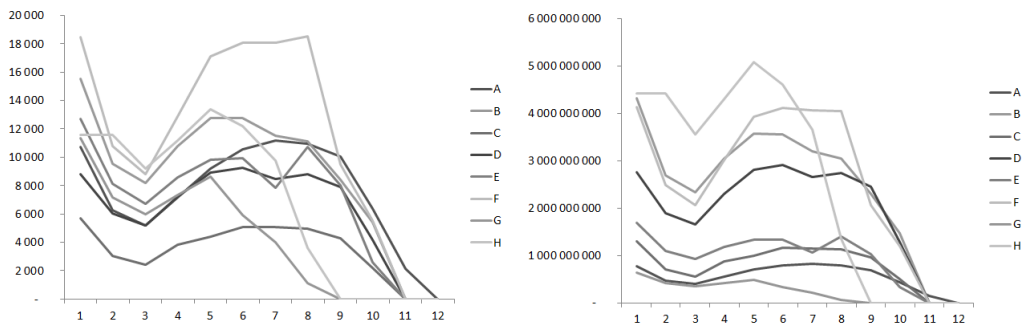 20 000
18 000
16 000
14 000
12 000
10 000
8 000
6 000
4 000
2 000
-
1 2 3 4 5 6 7 8 9 10 11 12
A
B
C
D
E
F
G
H
6 000 000 000
5 000 000 000
4 000 000 000
3 000 000 000
2 000 000 000
1 000 000 000
-
1 2 3 4 5 6 7 8 9 10 11 12
A
B
C
D
E
F
G
H